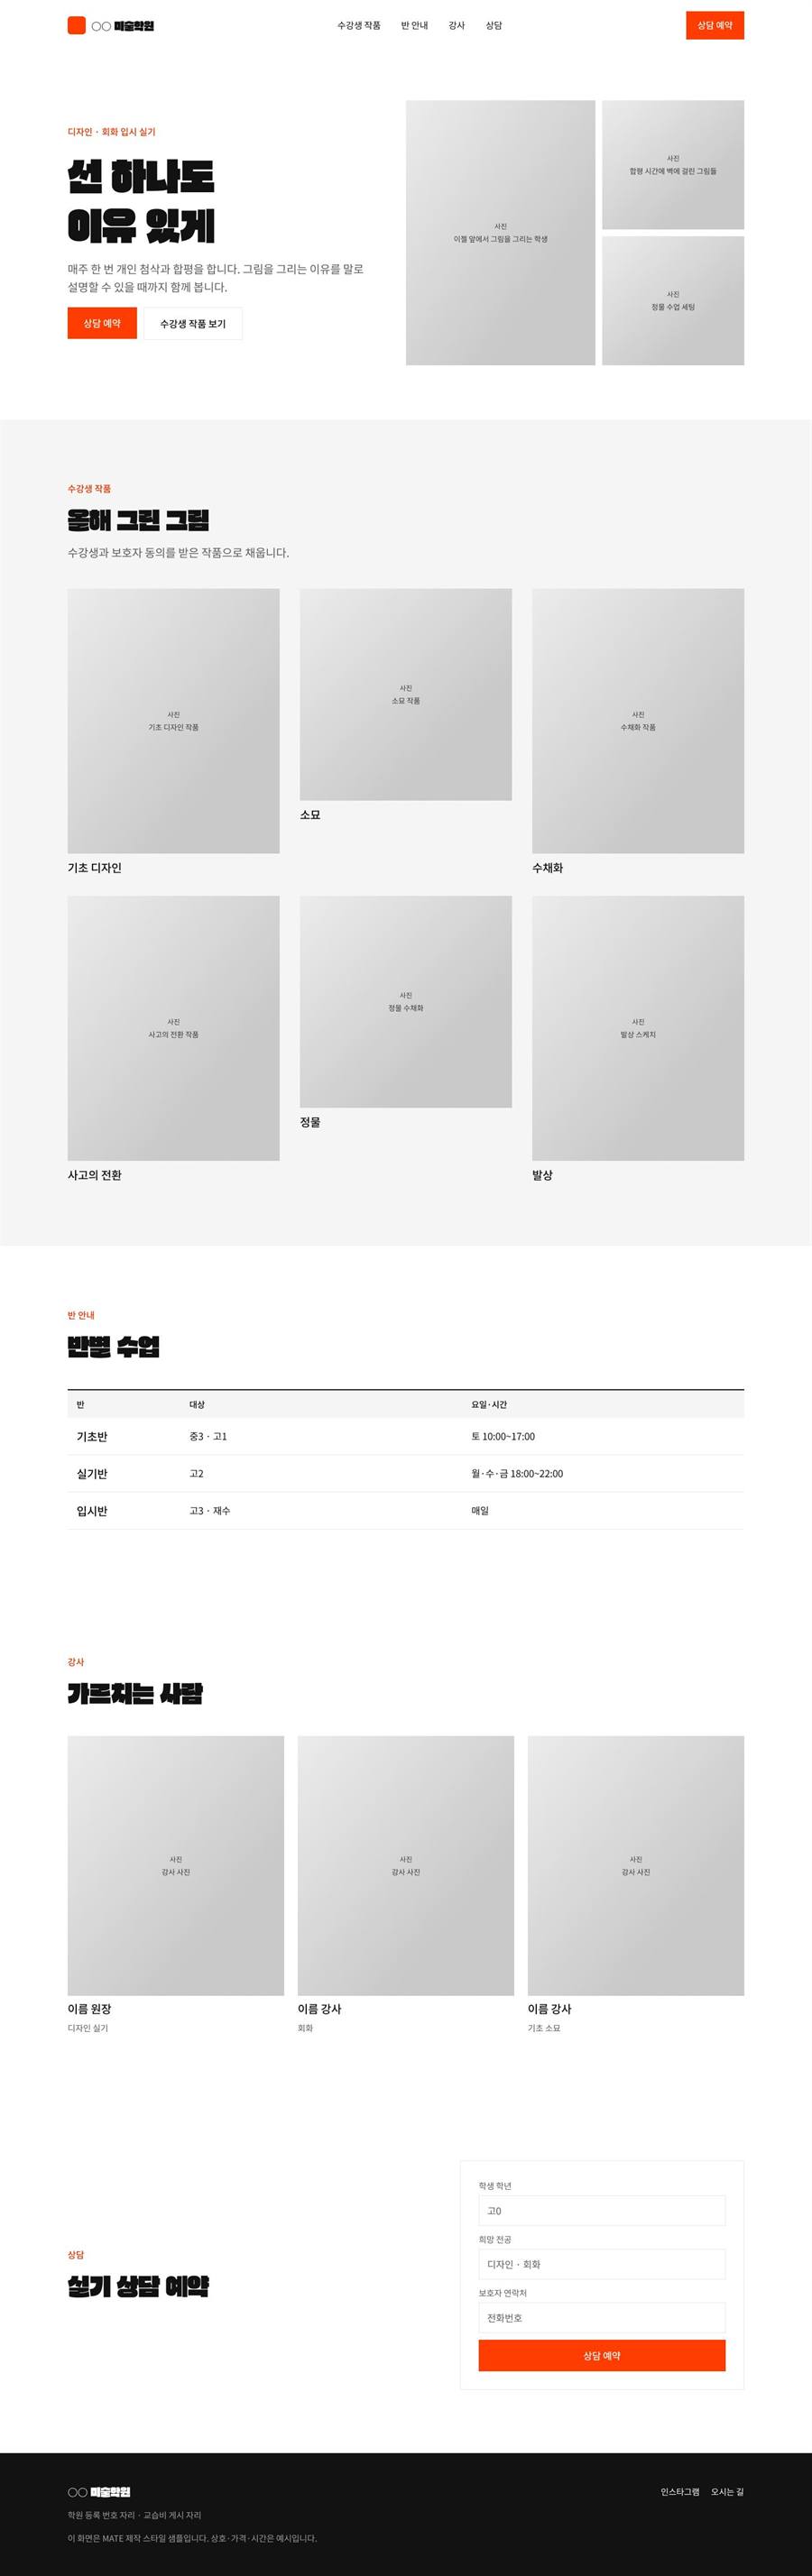 ○○ 미술학원
수강생 작품
반 안내
강사
상담
상담 예약
디자인 · 회화 입시 실기
선 하나도
이유 있게
매주 한 번 개인 첨삭과 합평을 합니다. 그림을 그리는 이유를 말로
설명할 수 있을 때까지 함께 봅니다.
상담 예약
수강생 작품 보기
사진
이젤 앞에서 그림을 그리는 학생
사진
합평 시간에 벽에 걸린 그림들
사진
정물 수업 세팅
수강생 작품
올해 그린 그림
수강생과 보호자 동의를 받은 작품으로 채웁니다.
사진
기초 디자인 작품
기초 디자인
사진
소묘 작품
소묘
사진
수채화 작품
수채화
사진
사고의 전환 작품
사고의 전환
사진
정물 수채화
정물
사진
발상 스케치
발상
반 안내
반별 수업
반 대상 요일·시간
기초반 중3 · 고1 토 10:00~17:00
실기반 고2 월·수·금 18:00~22:00
입시반 고3 · 재수 매일
강사
가르치는 사람
사진
강사 사진
이름 원장
디자인 실기
사진
강사 사진
이름 강사
회화
사진
강사 사진
이름 강사
기초 소묘
상담
실기 상담 예약
학생 학년
고0
희망 전공
디자인 · 회화
보호자 연락처
전화번호
상담 예약
○○ 미술학원
인스타그램
오시는 길
학원 등록 번호 자리 · 교습비 게시 자리
이 화면은 MATE 제작 스타일 샘플입니다. 상호·가격·시간은 예시입니다.